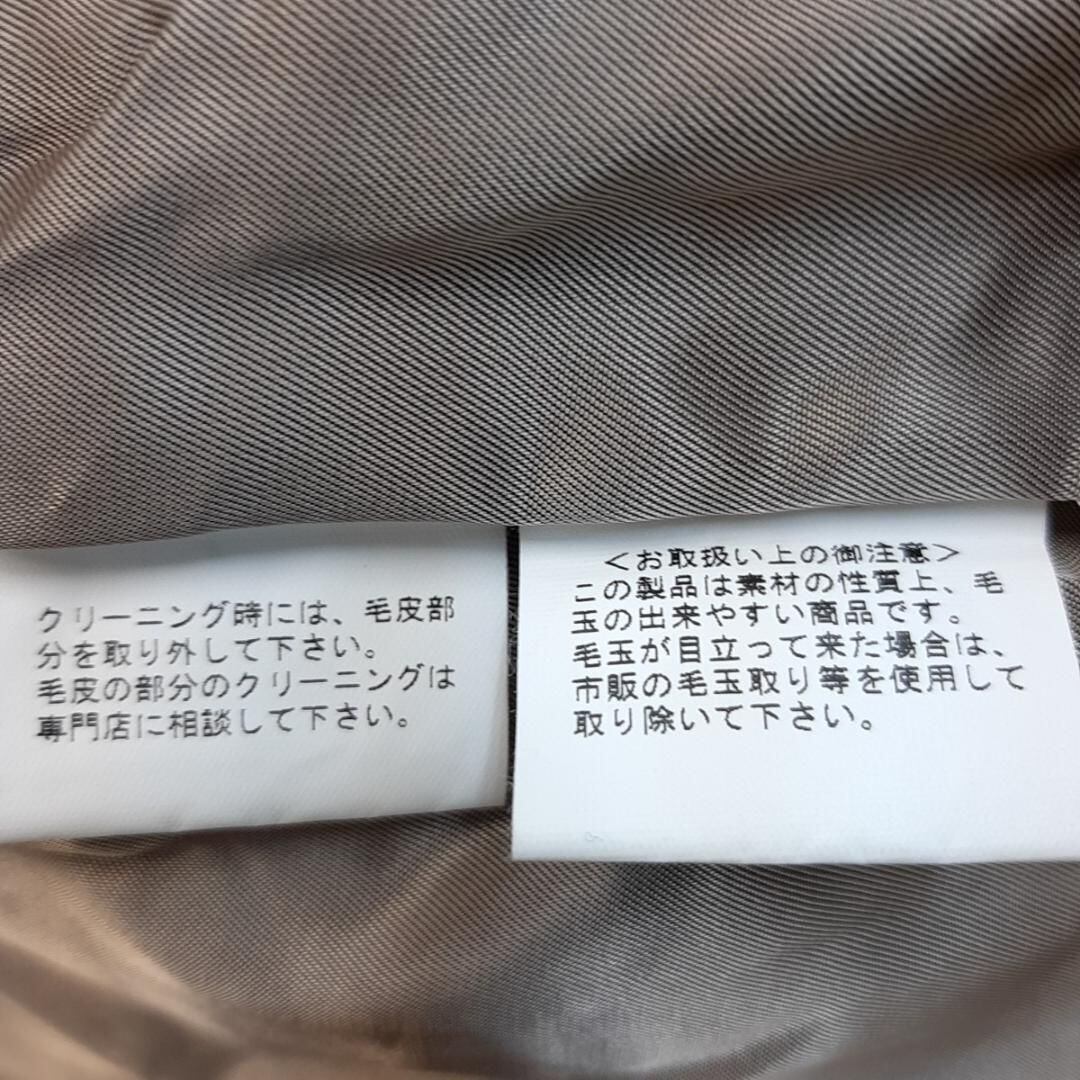 クリーニング時には、毛皮部
分を取り外して下さい。
毛皮の部分のクリーニングは
専門店に相談して下さい。
＜お取扱い上の御注意＞
この製品は素材の性質上、毛
玉の出来やすい商品です。
毛玉が目立って来た場合は、
市販の毛玉取り等を使用して
取り除いて下さい。